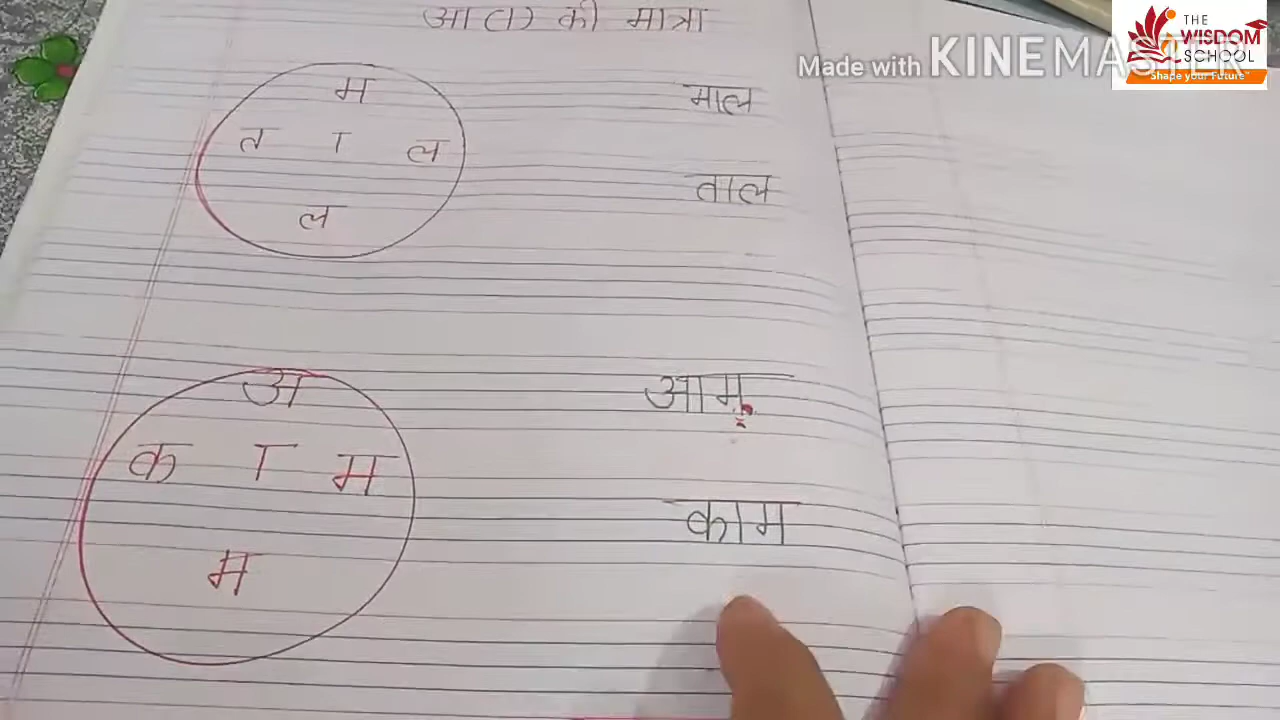 आ(ा) की मात्रा
Made with KINEMASTER
THE
WISDOM
SCHOOL
"Shape your Future"
म
माल
त ा ल
ताल
ल
अ
आम
क ा म
काम
म